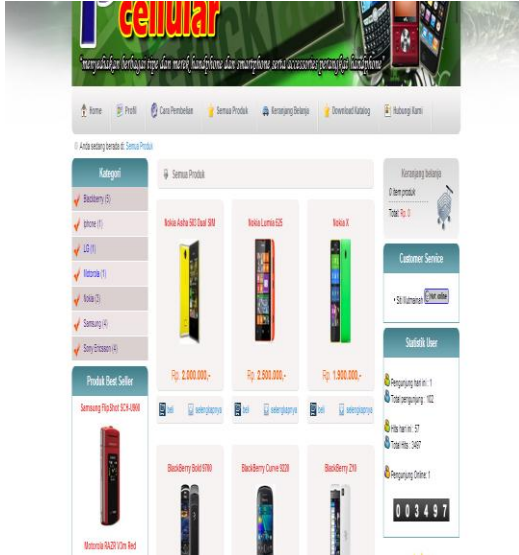 cellular
"menyediakan berbagai tipe dan merek handphone dan smartphone serta accessories perangkat handphone"
Home Profil Cara Pembelian Semua Produk Keranjang Belanja Download Katalog Hubungi Kami
Anda sedang berada di: Semua Produk
Kategori
Blackberry (5)
Iphone (1)
LG (1)
Motorola (1)
Nokia (3)
Samsung (4)
Sony Ericsson (4)
Produk Best Seller
Samsung FlipShot SCH-U900
Motorola RAZR V3m Red
Semua Produk
Nokia Asha 503 Dual SIM
Nokia Lumia 625
Nokia X
Rp. 2.000.000,-
Rp. 2.500.000,-
Rp. 1.900.000,-
beli selengkapnya
beli selengkapnya
beli selengkapnya
BlackBerry Bold 9700
BlackBerry Curve 9220
BlackBerry Z10
Keranjang belanja
0 item produk
Total: Rp. 0
Customer Service
• Siti Mutmainah
Statistik User
Pengunjung hari ini : 1
Total pengunjung : 102
Hits hari ini : 57
Total Hits : 3497
Pengunjung Online: 1
003497